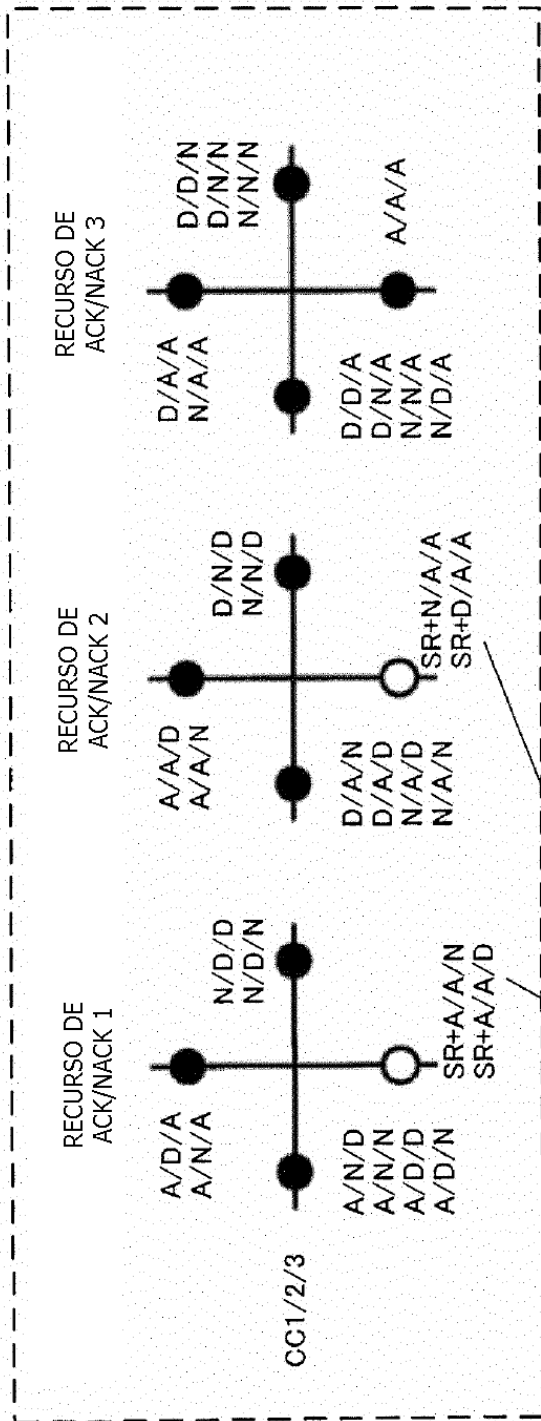 RECURSO DE
ACK/NACK 1
A/D/A
A/N/A
N/D/D
N/D/N
CC1/2/3
A/N/D
A/N/N
A/D/D
A/D/N
SR+A/A/N
SR+A/A/D
RECURSO DE
ACK/NACK 2
A/A/D
A/A/N
D/N/D
N/N/D
D/A/N
D/A/D
N/A/D
N/A/N
SR+N/A/A
SR+D/A/A
RECURSO DE
ACK/NACK 3
D/A/A
N/A/A
D/D/N
D/N/N
N/N/N
D/D/A
D/N/A
N/N/A
N/D/A
A/A/A